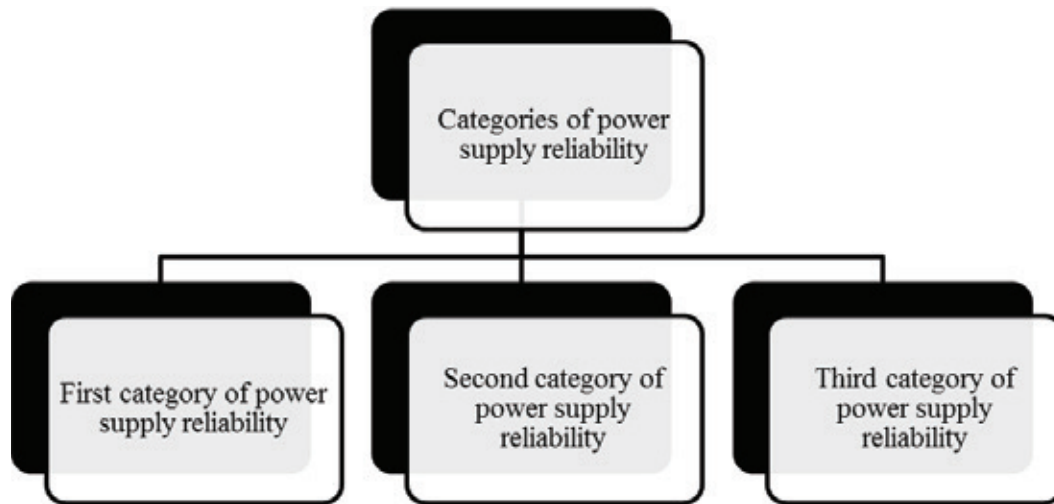 Categories of power
supply reliability
First category of power
supply reliability
Second category of
power supply
reliability
Third category of
power supply
reliability